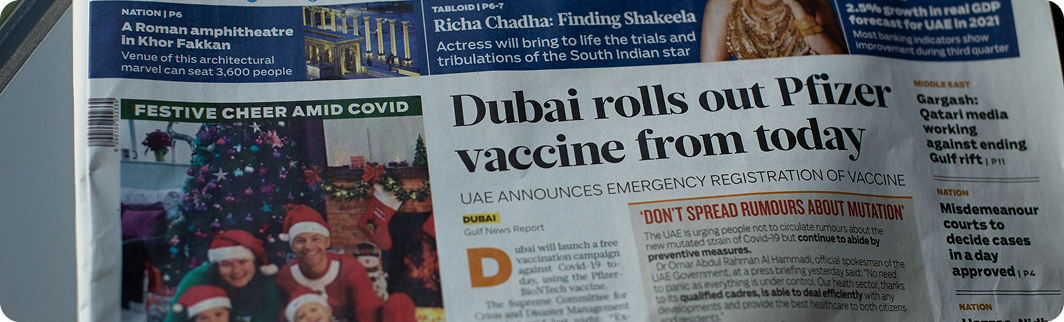 NATION | P6
A Roman amphitheatre
in Khor Fakkan
Venue of this architectural
marvel can seat 3,600 people
TABLOID | P6-7
Richa Chadha: Finding Shakeela
Actress will bring to life the trials and
tribulations of the South Indian star
2.5% growth in real GDP
forecast for UAE in 2021
Most banking indicators show
improvement during third quarter
FESTIVE CHEER AMID COVID
Dubai rolls out Pfizer
vaccine from today
UAE ANNOUNCES EMERGENCY REGISTRATION OF VACCINE
DUBAI
Gulf News Report
Dubai will launch a free
vaccination campaign
against Covid-19 to-
day, using the Pfizer-
BioNTech vaccine.
The Supreme Committee for
Crisis and Disaster Management
'DON'T SPREAD RUMOURS ABOUT MUTATION'
The UAE is urging people not to circulate rumours about the
new mutated strain of Covid-19 but continue to abide by
preventive measures.
Dr Omar Abdul Rahman Al Hammadi, official spokesman of the
UAE Government, at a press briefing yesterday said: "No need
to panic as everything is under control. Our heath sector, thanks
to its qualified cadres, is able to deal efficiently with any
developments and provide the best healthcare to both citizens
and residents."
MIDDLE EAST
Gargash:
Qatari media
working
against ending
Gulf rift | P11
NATION
Misdemeanour
courts to
decide cases
in a day
approved | P4
NATION